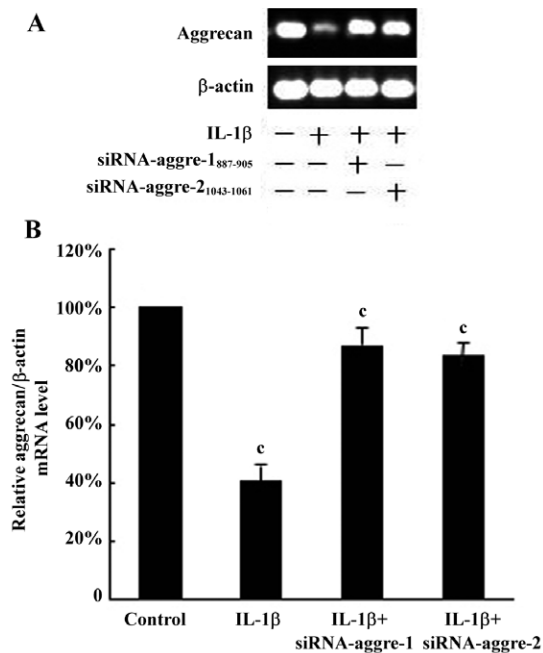 A
Aggrecan
β-actin
IL-1β − + + +
siRNA-aggre-1887-905 − − + −
siRNA-aggre-21043-1061 − − − +
B
Relative aggrecan/β-actin
mRNA level
120%
100%
80%
60%
40%
20%
0
c
c
c
Control
IL-1β
IL-1β+
siRNA-aggre-1
IL-1β+
siRNA-aggre-2